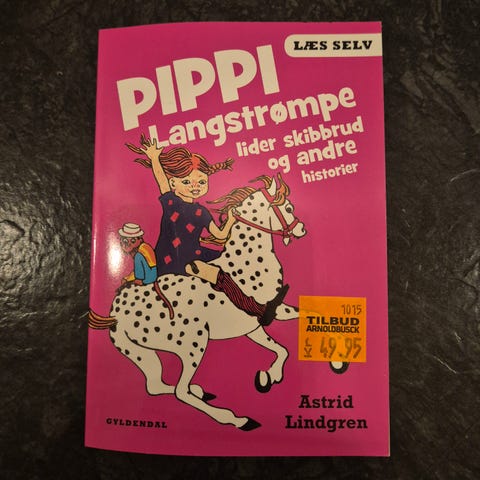 LÆS SELV
PIPPI
Langstrømpe
lider skibbrud
og andre
historier
1015
TILBUD
ARNOLDBUSCK
49.95
Astrid
Lindgren
GYLDENDAL